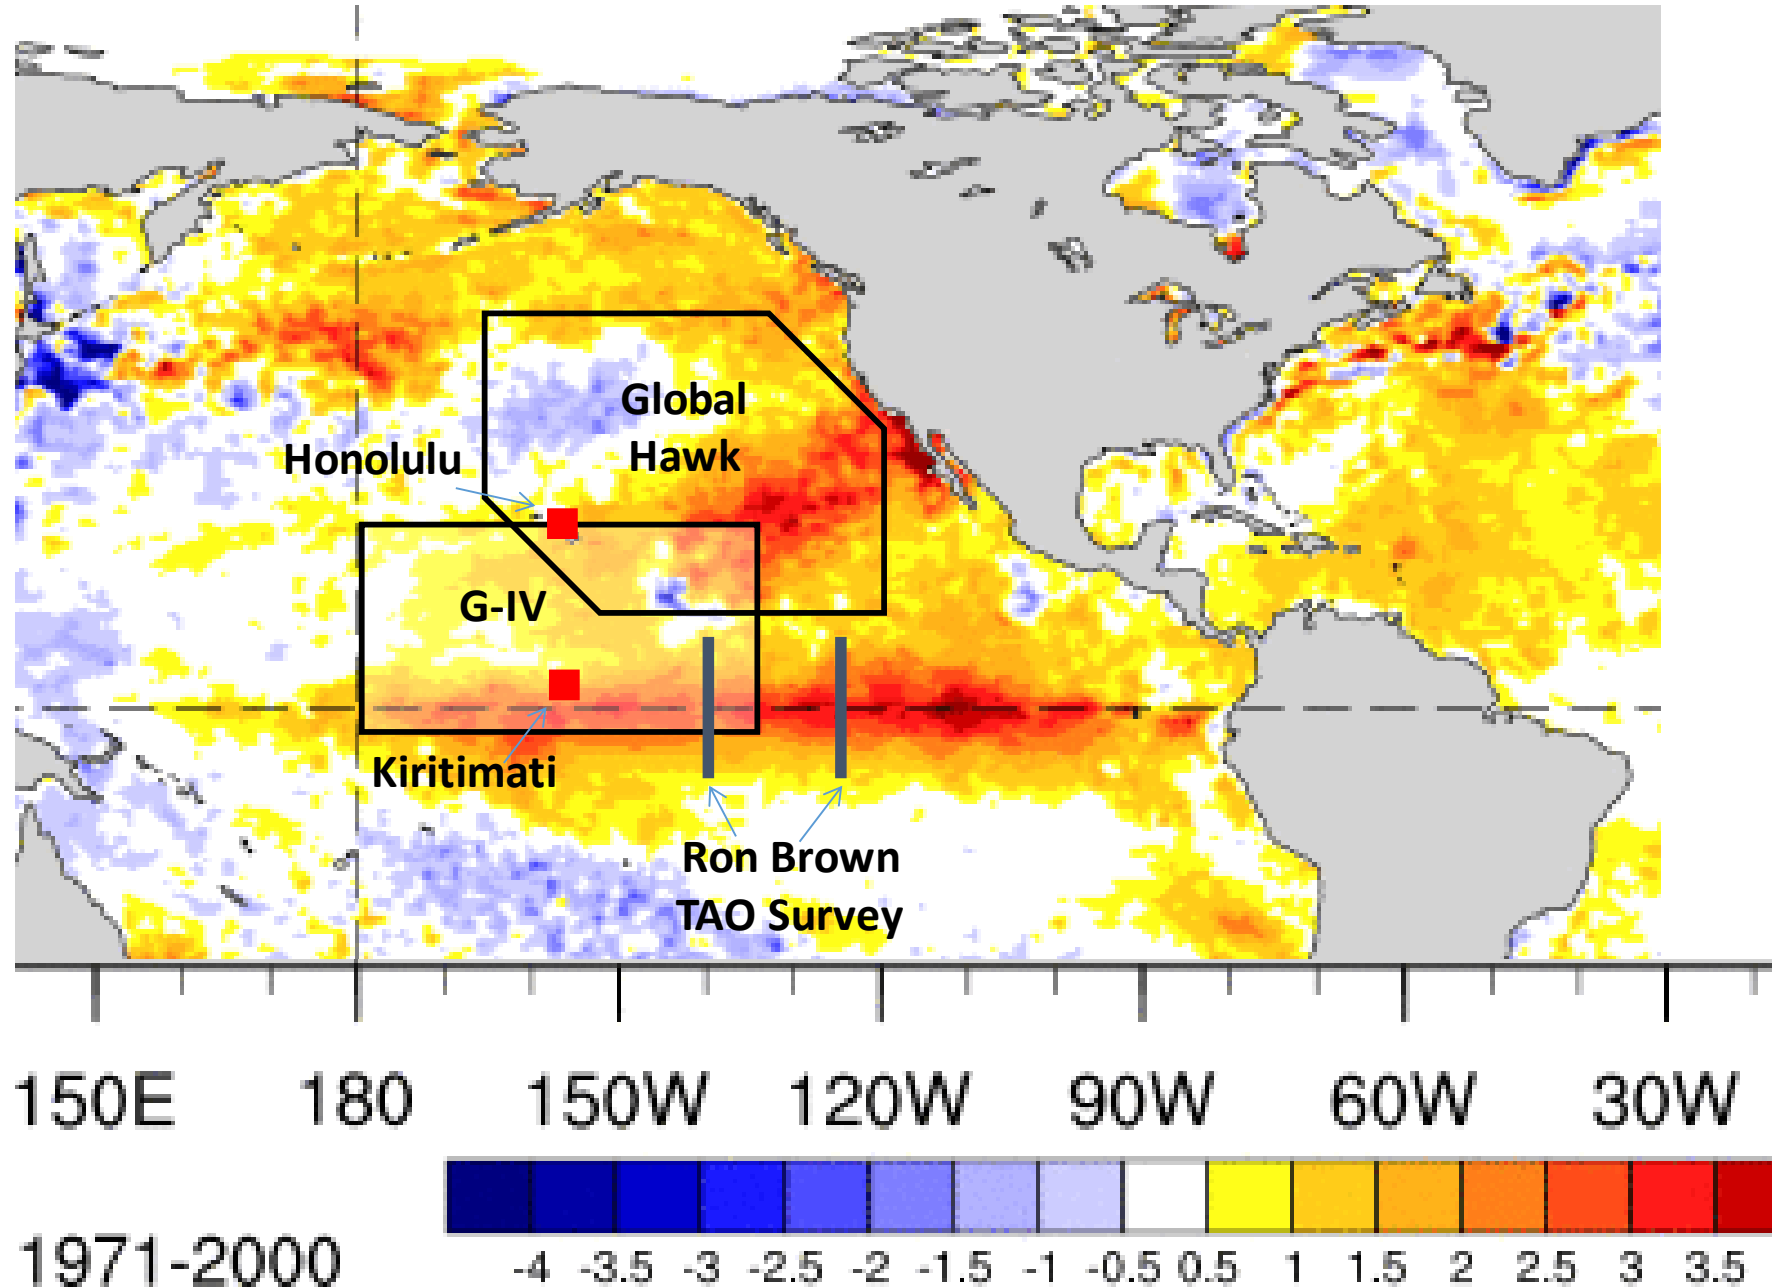 Global
Hawk
Honolulu
G-IV
Kiritimati
Ron Brown
TAO Survey
150E 180 150W 120W 90W 60W 30W
-4 -3.5 -3 -2.5 -2 -1.5 -1 -0.5 0.5 1 1.5 2 2.5 3 3.5
1971-2000